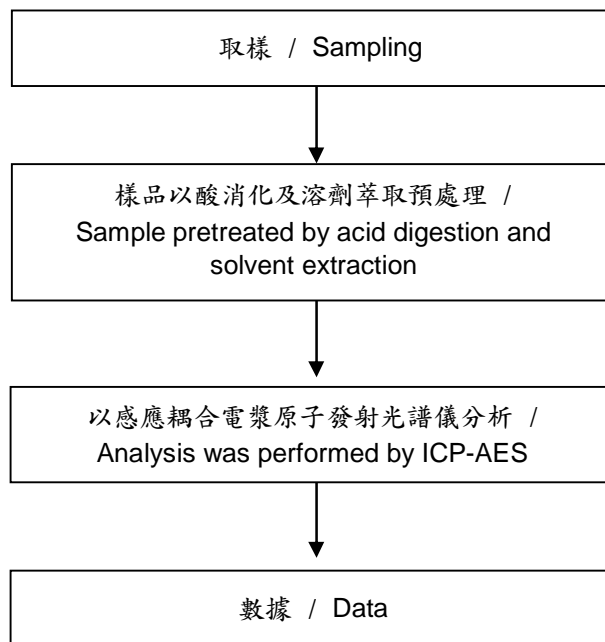 取樣 / Sampling
樣品以酸消化及溶劑萃取預處理 /
Sample pretreated by acid digestion and
solvent extraction
以感應耦合電漿原子發射光譜儀分析 /
Analysis was performed by ICP-AES
數據 / Data